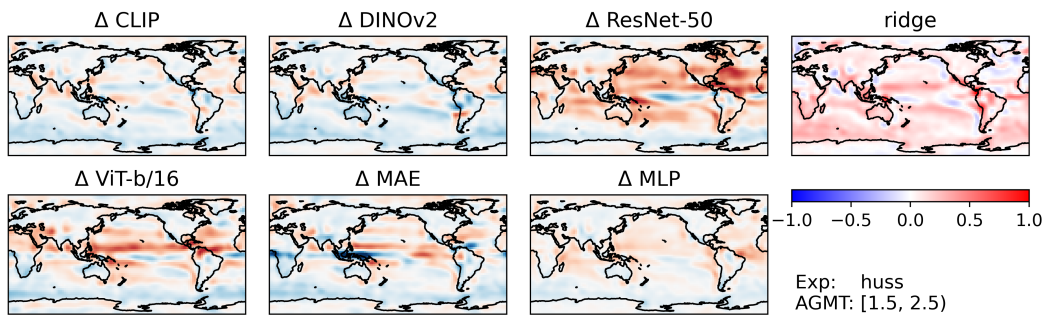 Δ CLIP
Δ DINOv2
Δ ResNet-50
ridge
Δ ViT-b/16
Δ MAE
Δ MLP
−1.0 −0.5 0.0 0.5 1.0
Exp: huss
AGMT: [1.5, 2.5)